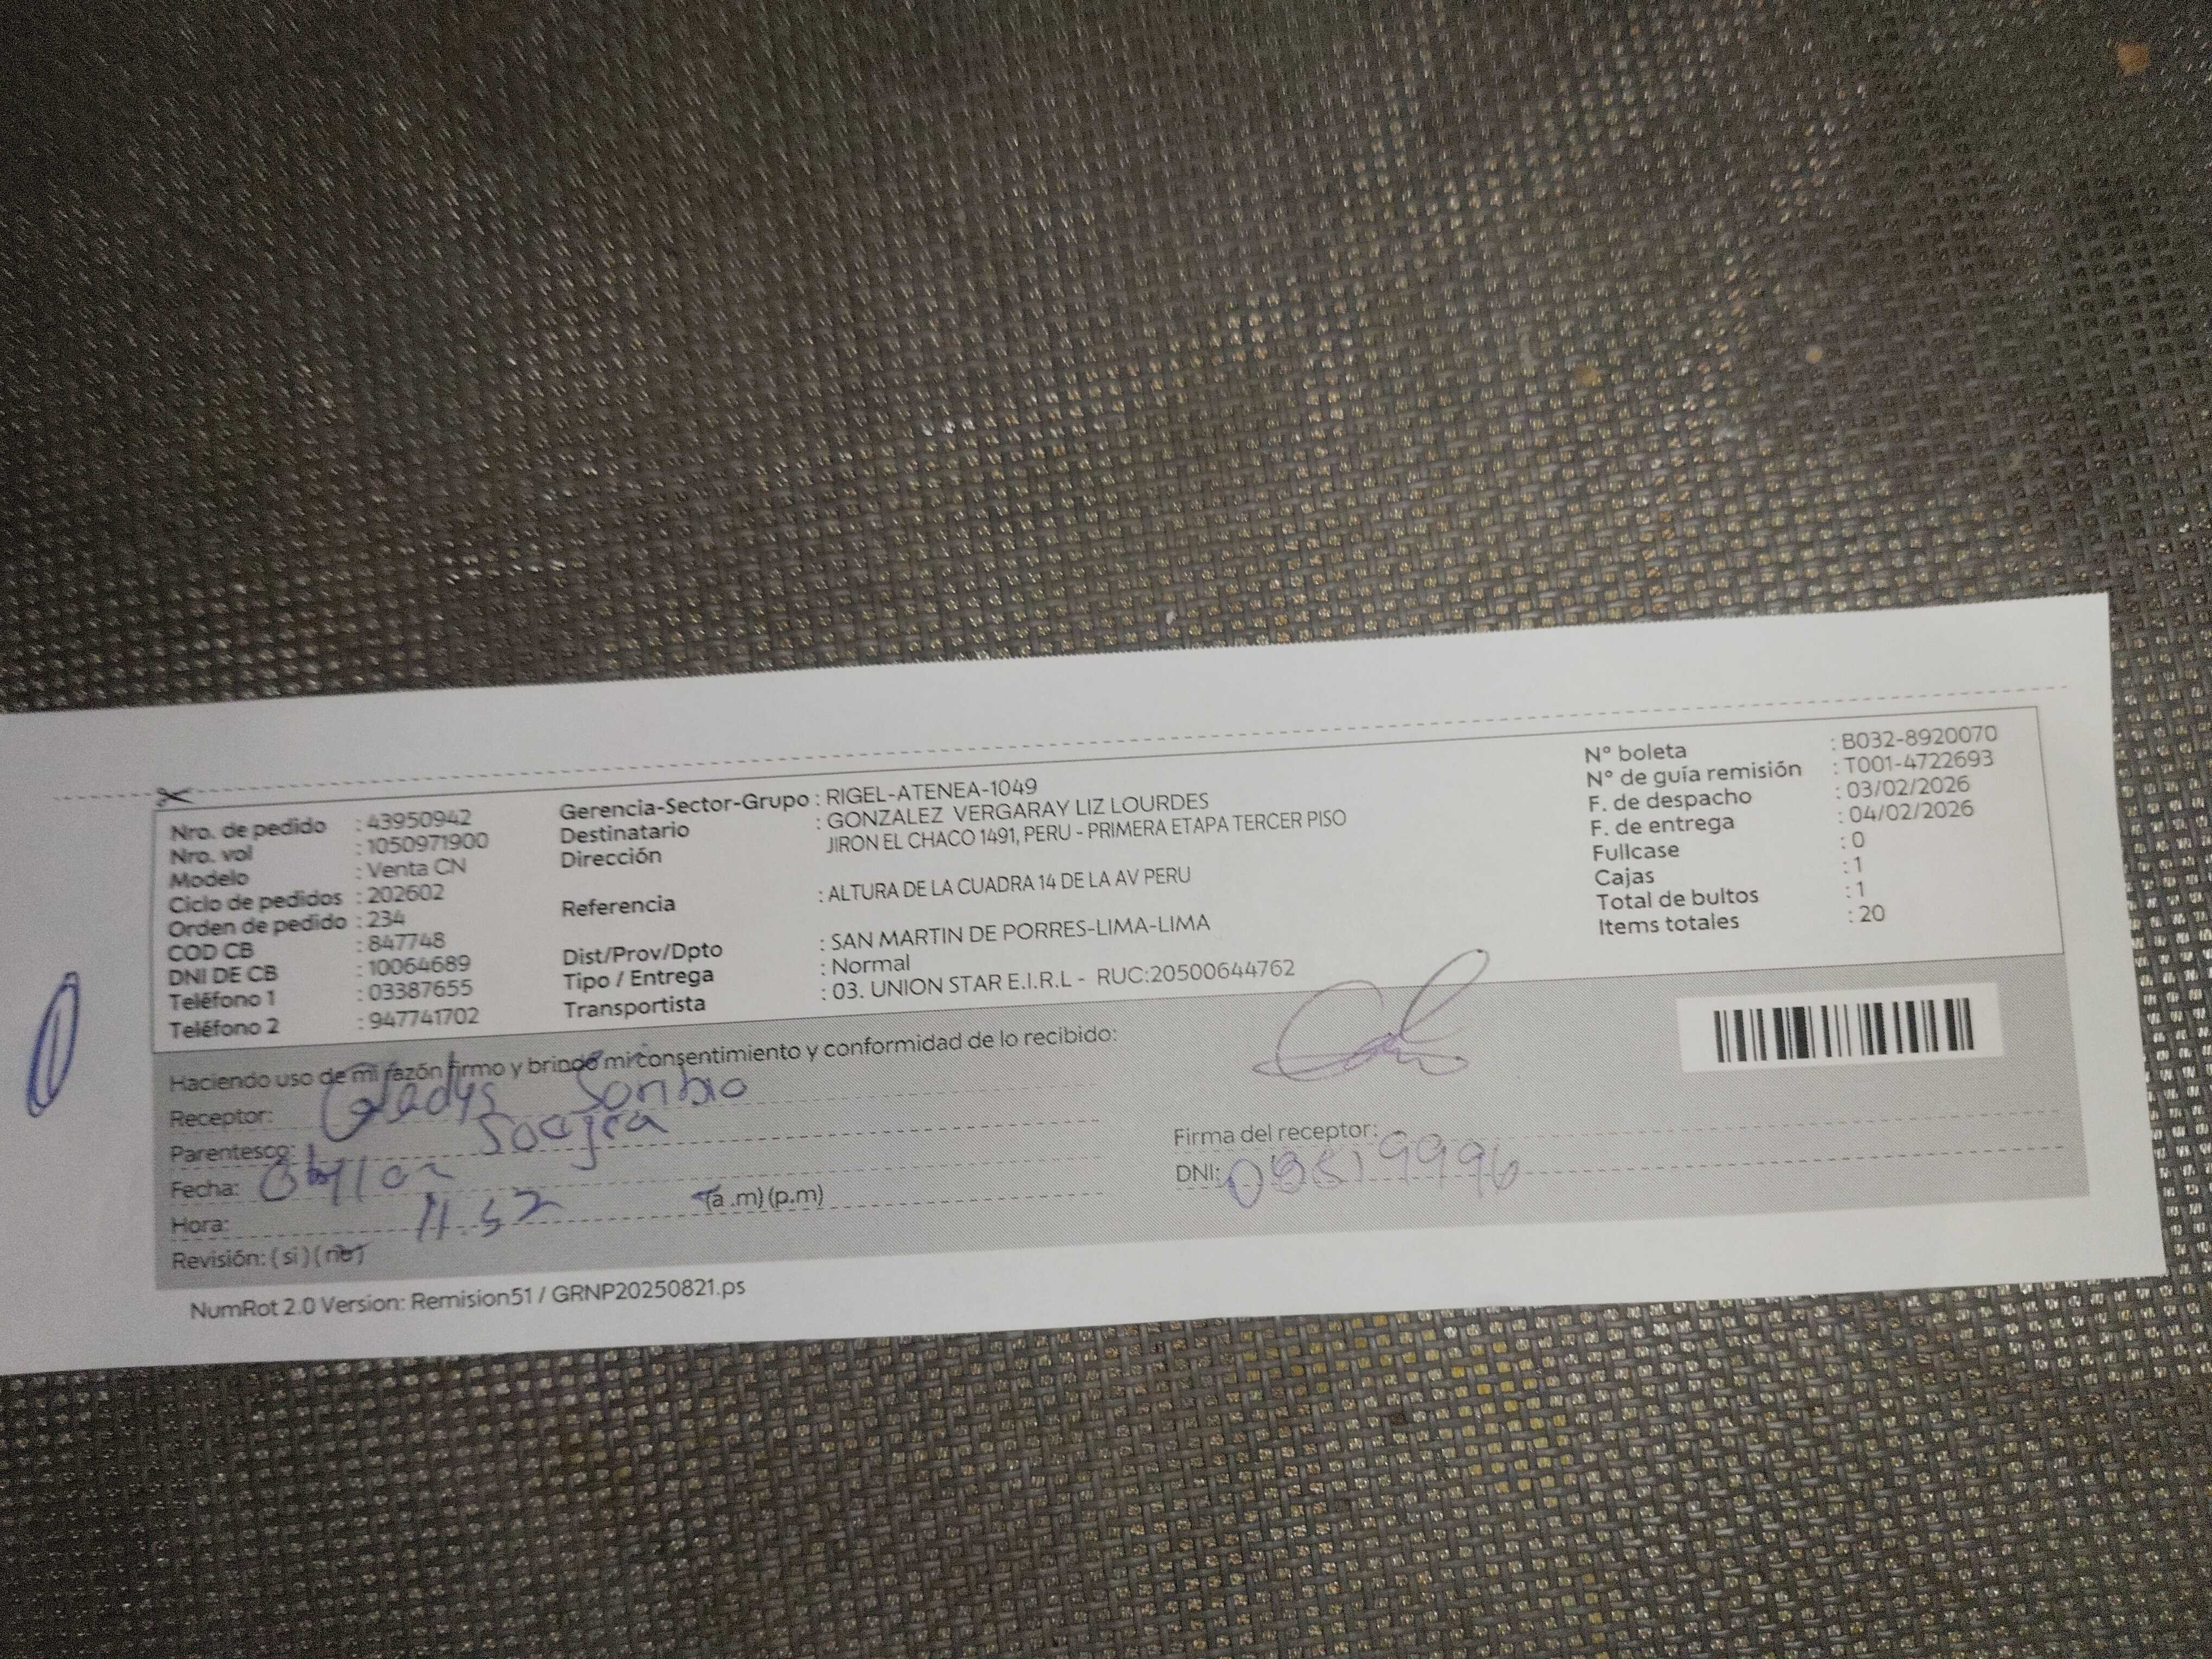 Nro. de pedido : 43950942
Nro. vol : 1050971900
Modelo : Venta CN
Ciclo de pedidos : 202602
Orden de pedido : 234
COD CB : 847748
DNI DE CB : 10064689
Teléfono 1 : 03387655
Teléfono 2 : 947741702
Gerencia-Sector-Grupo : RIGEL-ATENEA-1049
Destinatario : GONZALEZ VERGARAY LIZ LOURDES
Dirección JIRON EL CHACO 1491, PERU - PRIMERA ETAPA TERCER PISO
Referencia : ALTURA DE LA CUADRA 14 DE LA AV PERU
Dist/Prov/Dpto : SAN MARTIN DE PORRES-LIMA-LIMA
Tipo / Entrega : Normal
Transportista : 03. UNION STAR E.I.R.L - RUC:20500644762
N° boleta : B032-8920070
N° de guía remisión : T001-4722693
F. de despacho : 03/02/2026
F. de entrega : 04/02/2026
Fullcase : 0
Cajas : 1
Total de bultos : 1
Items totales : 20
Haciendo uso de mi razón firmo y brindo mi consentimiento y conformidad de lo recibido:
Receptor: Gladys
Parentesco: Suegra
Fecha:
Hora: 11.52 (a .m) (p.m)
Revisión: ( si ) ( no )
Firma del receptor:
DNI:
NumRot 2.0 Version: Remision51 / GRNP20250821.ps